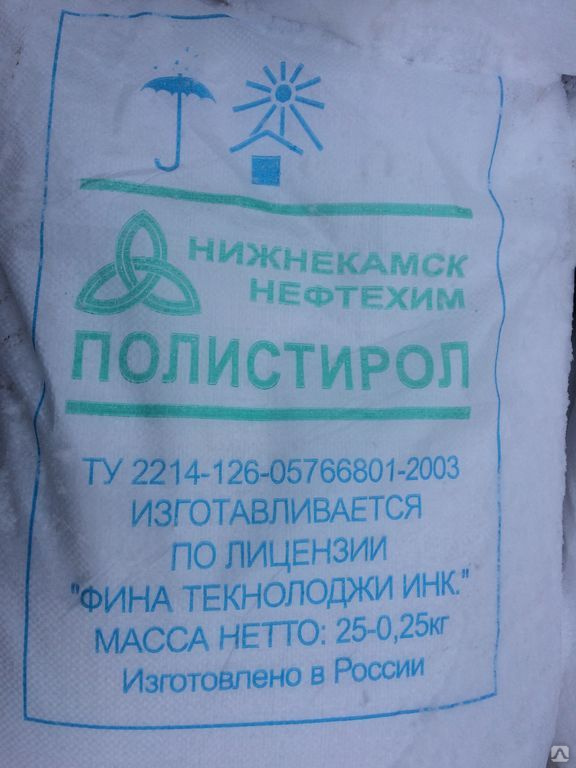 НИЖНЕКАМСК
НЕФТЕХИМ
ПОЛИСТИРОЛ
ТУ 2214-126-05766801-2003
ИЗГОТАВЛИВАЕТСЯ
ПО ЛИЦЕНЗИИ
"ФИНА ТЕКНОЛОДЖИ ИНК."
МАССА НЕТТО: 25-0,25кг
Изготовлено в России